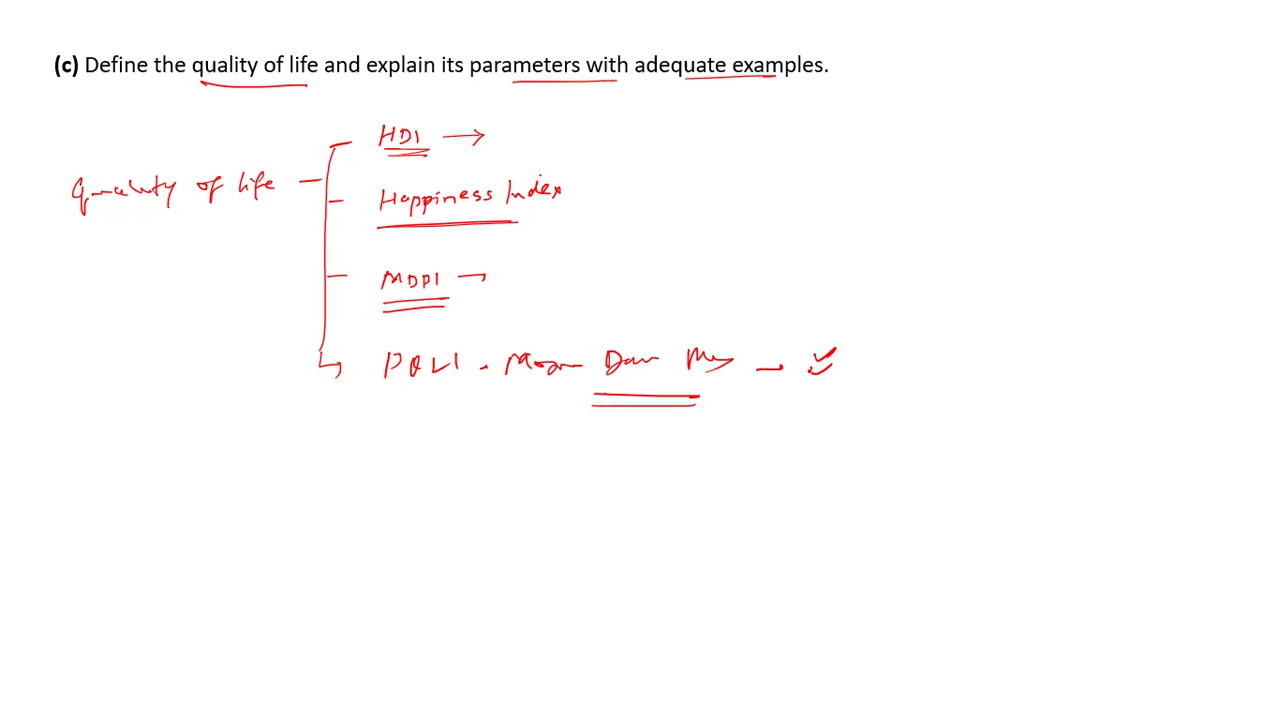 (c) Define the quality of life and explain its parameters with adequate examples.
HDI →
Quality of life
Happiness Index
MDPI →
PQLI